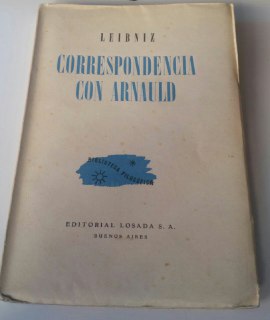 LEIBNIZ
CORRESPONDENCIA
CON ARNAULD
BIBLIOTECA FILOSOFICA
EDITORIAL LOSADA S. A.
BUENOS AIRES